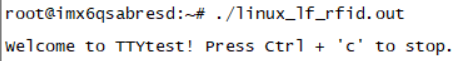 root@imx6qsabresd:~# ./linux_lf_rfid.out
Welcome to TTYtest! Press Ctrl + 'c' to stop.